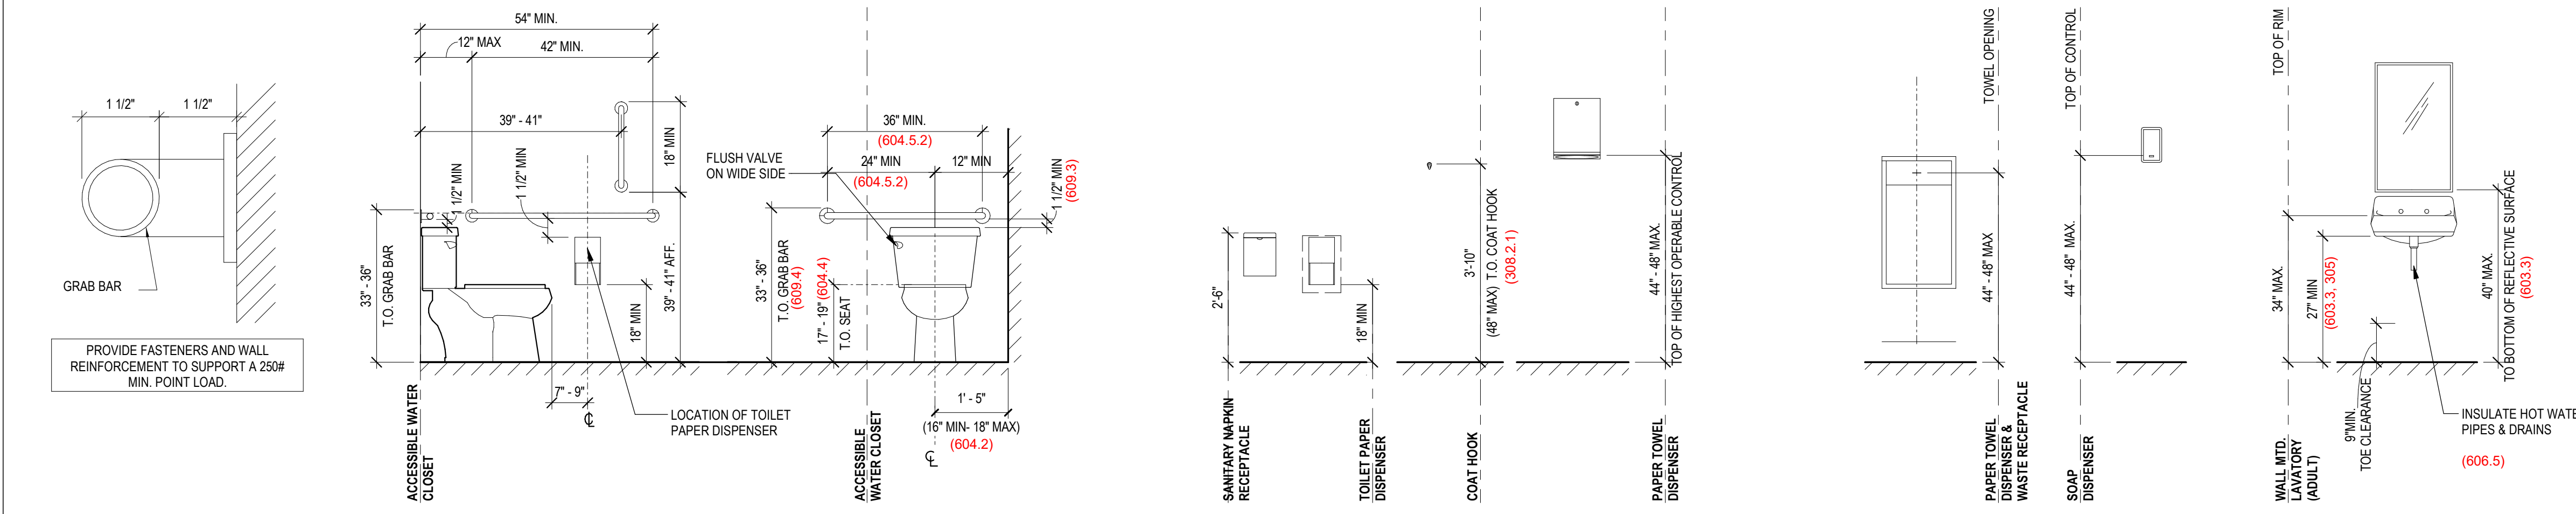 1 1/2"
1 1/2"
GRAB BAR
PROVIDE FASTENERS AND WALL
REINFORCEMENT TO SUPPORT A 250#
MIN. POINT LOAD.
54" MIN.
12" MAX
42" MIN.
39" - 41"
18" MIN
1 1/2" MIN
1 1/2" MIN
33" - 36"
T.O. GRAB BAR
18" MIN
39" - 41" AFF.
7" - 9"
LOCATION OF TOILET
PAPER DISPENSER
ACCESSIBLE WATER
CLOSET
FLUSH VALVE
ON WIDE SIDE
36" MIN.
(604.5.2)
24" MIN
12" MIN
(604.5.2)
1 1/2" MIN
(609.3)
33" - 36"
T.O. GRAB BAR
(609.4)
17" - 19" (604.4)
T.O. SEAT
1' - 5"
(16" MIN- 18" MAX)
(604.2)
ACCESSIBLE
WATER CLOSET
2'-6"
SANITARY NAPKIN
RECEPTACLE
18" MIN
TOILET PAPER
DISPENSER
3'-10"
(48" MAX) T.O. COAT HOOK
(308.2.1)
COAT HOOK
44" - 48" MAX.
TOP OF HIGHEST OPERABLE CONTROL
PAPER TOWEL
DISPENSER
TOWEL OPENING
44" - 48" MAX
PAPER TOWEL
DISPENSER &
WASTE RECEPTACLE
TOP OF CONTROL
44" - 48" MAX.
SOAP
DISPENSER
TOP OF RIM
34" MAX.
27" MIN
(603.3, 305)
9"MIN.
TOE CLEARANCE
40" MAX.
TO BOTTOM OF REFLECTIVE SURFACE
(603.3)
INSULATE HOT WATE
PIPES & DRAINS
(606.5)
WALL MTD.
LAVATORY
(ADULT)